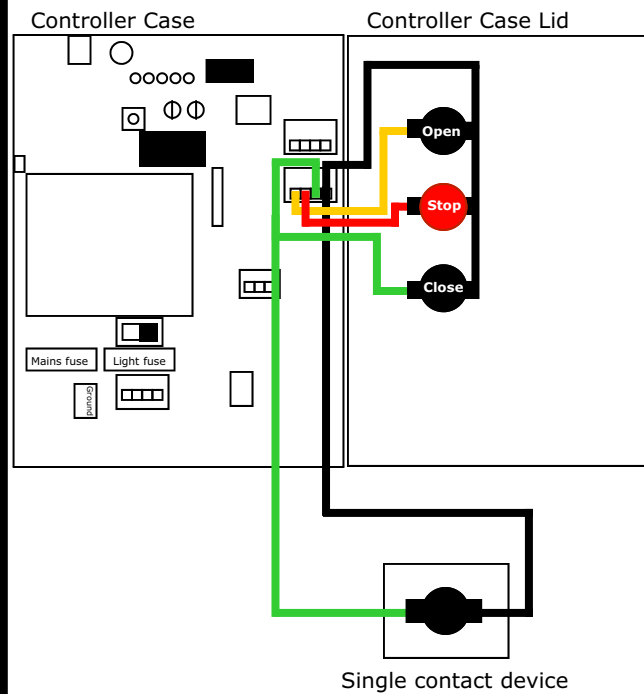 Controller Case
Controller Case Lid
Open
Stop
Close
Mains fuse
Light fuse
Ground
Single contact device